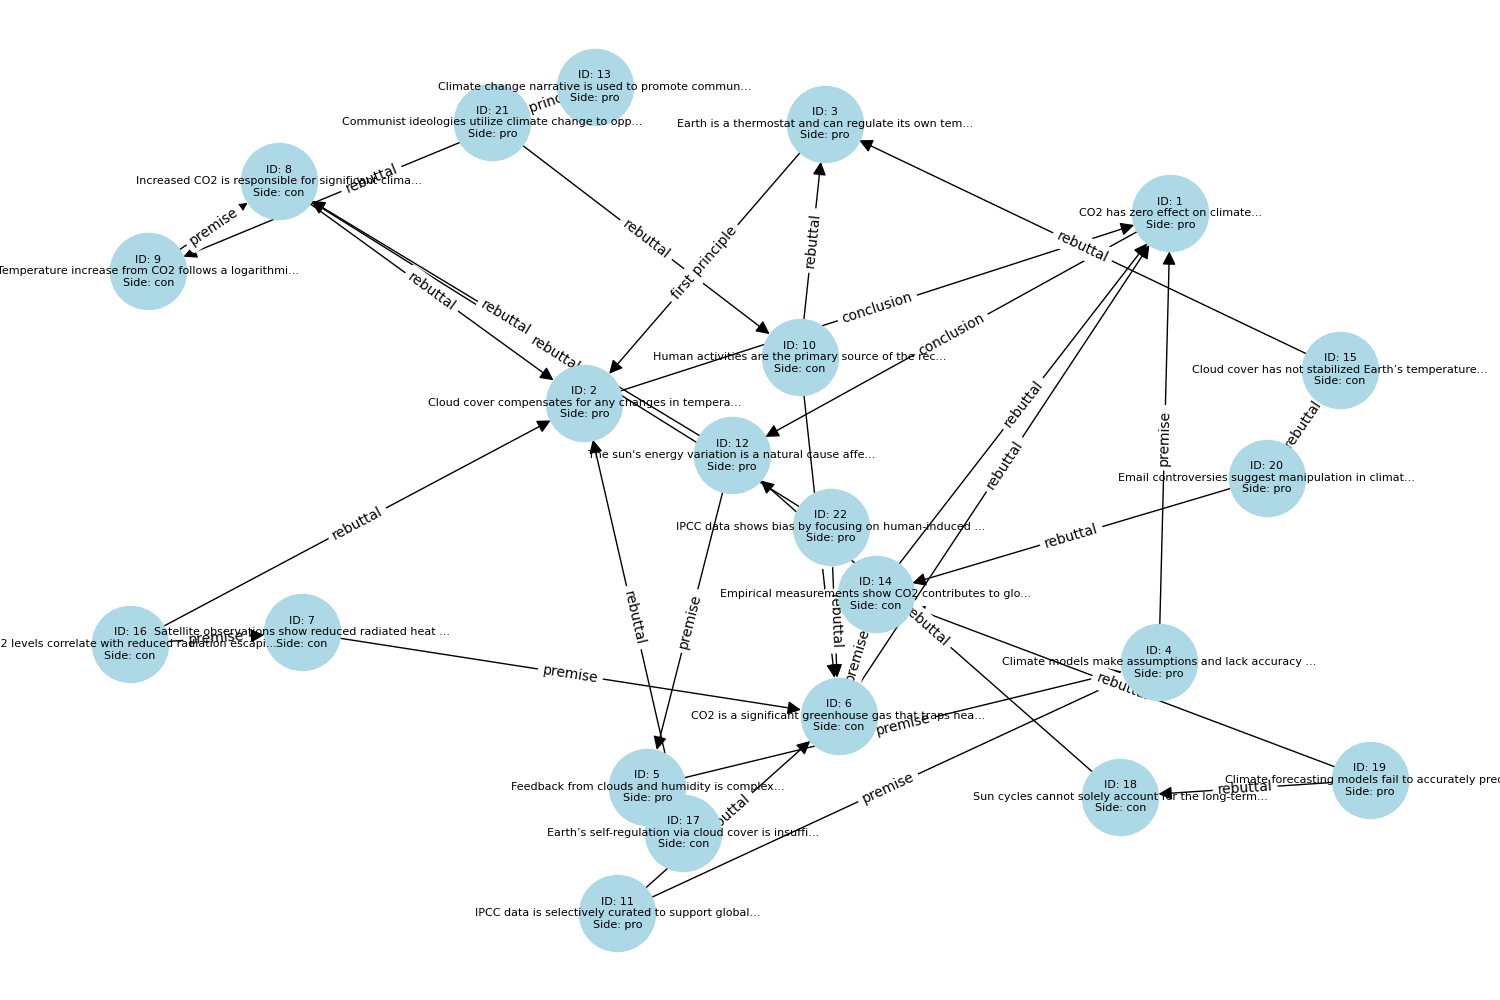 ID: 13
Climate change narrative is used to promote commun...
Side: pro
princ
ID: 21
Communist ideologies utilize climate change to opp...
Side: pro
ID: 3
Earth is a thermostat and can regulate its own tem...
Side: pro
ID: 8
Increased CO2 is responsible for significant clima...
Side: con
rebuttal
ID: 1
CO2 has zero effect on climate...
Side: pro
premise
rebuttal
rebuttal
ID: 9
Temperature increase from CO2 follows a logarithmi...
Side: con
rebuttal
first principle
rebuttal
rebuttal
conclusion
rebuttal
conclusion
rebuttal
ID: 10
Human activities are the primary source of the rec...
Side: con
ID: 15
Cloud cover has not stabilized Earth's temperature...
Side: con
ID: 2
Cloud cover compensates for any changes in tempera...
Side: pro
rebuttal
rebuttal
premise
ID: 12
The sun's energy variation is a natural cause affe...
Side: pro
rebuttal
ID: 20
Email controversies suggest manipulation in climat...
Side: pro
rebuttal
ID: 22
IPCC data shows bias by focusing on human-induced ...
Side: pro
rebuttal
ID: 14
Empirical measurements show CO2 contributes to glo...
Side: con
rebuttal
premise
rebuttal
rebuttal
ID: 16
2 levels correlate with reduced radiation escapi...
Side: con
premise
ID: 7
Satellite observations show reduced radiated heat ...
Side: con
premise
premise
ID: 4
Climate models make assumptions and lack accuracy ...
Side: pro
ID: 6
CO2 is a significant greenhouse gas that traps hea...
Side: con
premise
ID: 5
Feedback from clouds and humidity is complex...
Side: pro
premise
ID: 19
Climate forecasting models fail to accurately prec
Side: pro
rebuttal
ID: 18
Sun cycles cannot solely account for the long-term...
Side: con
ID: 17
Earth's self-regulation via cloud cover is insuffi...
Side: con
ID: 11
IPCC data is selectively curated to support global...
Side: pro